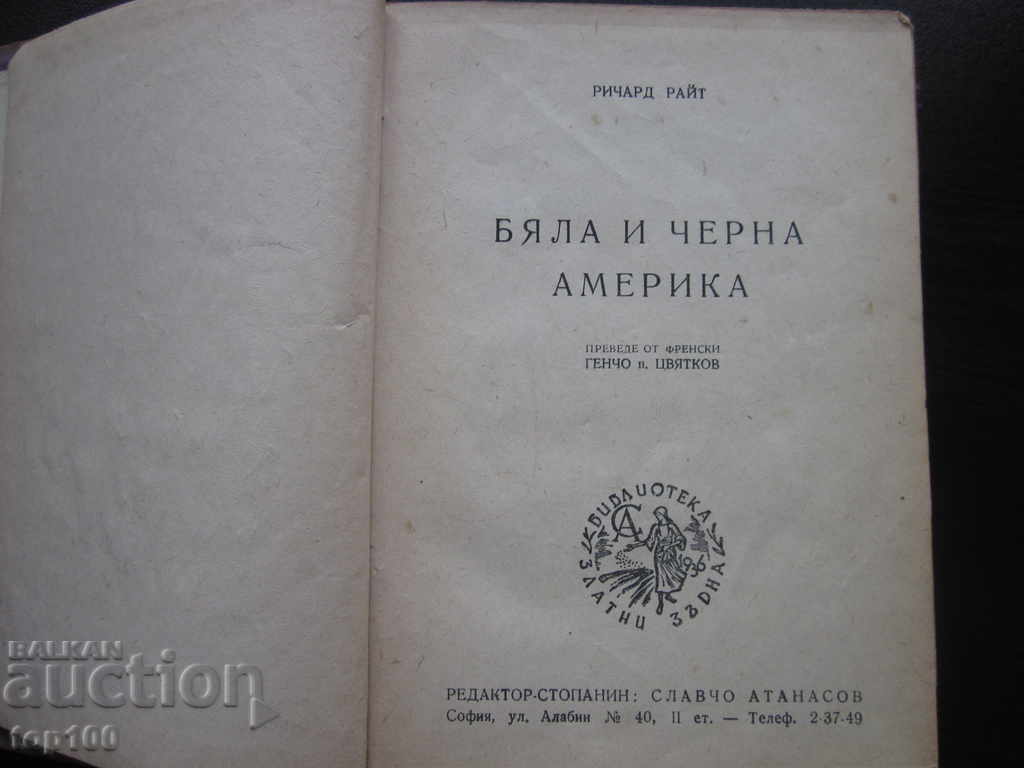 РИЧАРД РАЙТ
БЯЛА И ЧЕРНА
АМЕРИКА
ПРЕВЕДЕ ОТ ФРЕНСКИ
ГЕНЧО п. ЦВЯТКОВ
БИБЛИОТЕКА
СА
ЗЛАТНИ ЗЪРНА
РЕДАКТОР-СТОПАНИН: СЛАВЧО АТАНАСОВ
София, ул. Алабин № 40, II ет. — Телеф. 2-37-49
BALKAN
auction
top100